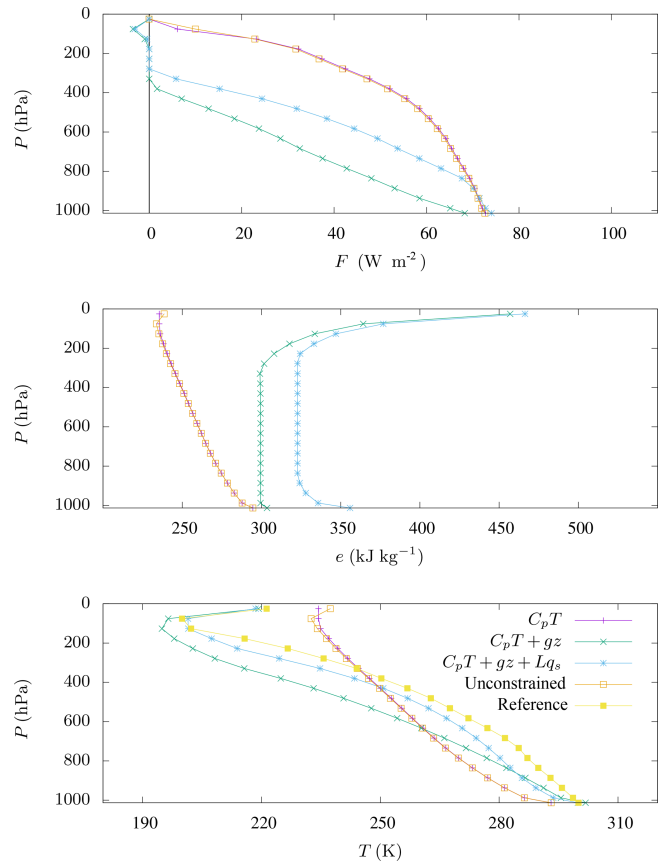 0
200
400
600
800
1000
P (hPa)
0 20 40 60 80 100
F (W m-2)
0
200
400
600
800
1000
P (hPa)
250 300 350 400 450 500
e (kJ kg−1)
0
200
400
600
800
1000
P (hPa)
CpT
CpT + gz
CpT + gz + Lqs
Unconstrained
Reference
190 220 250 280 310
T (K)